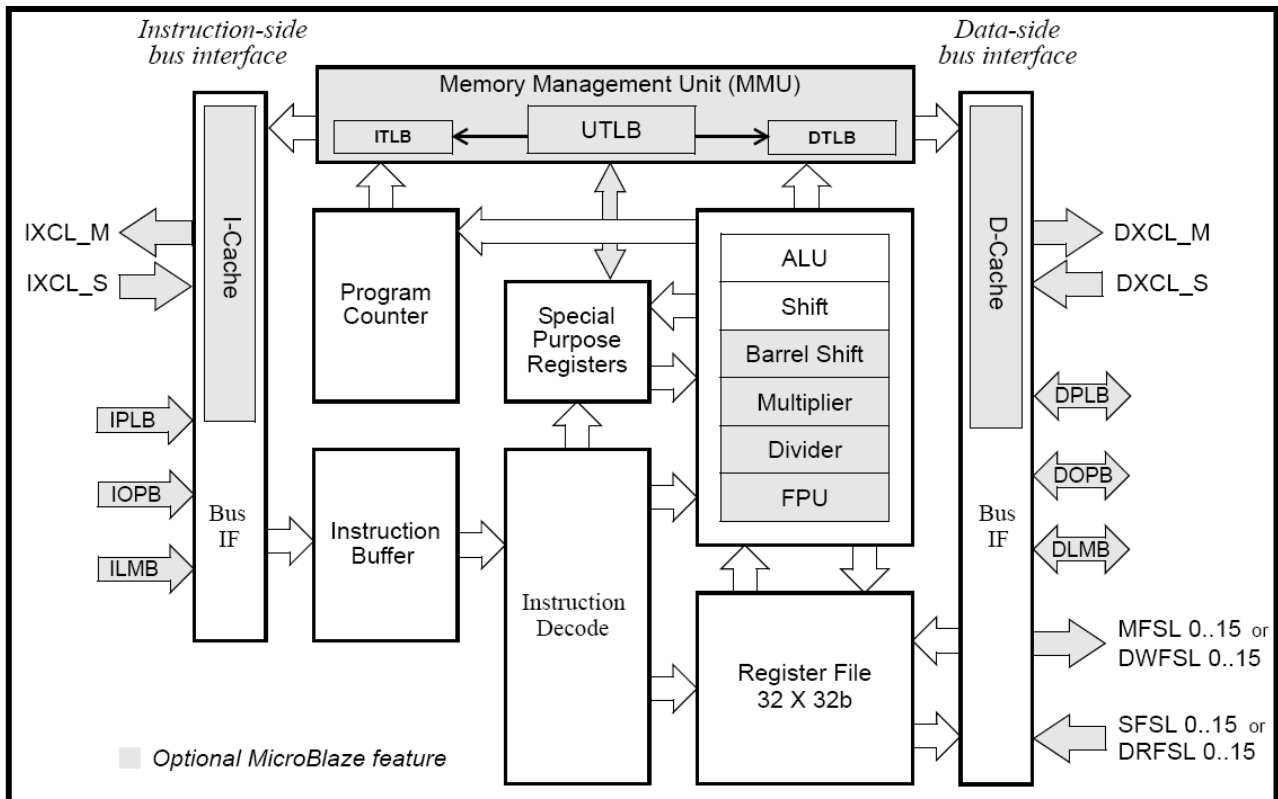 Instruction-side
bus interface
Data-side
bus interface
Memory Management Unit (MMU)
ITLB
UTLB
DTLB
I-Cache
D-Cache
IXCL_M
IXCL_S
DXCL_M
DXCL_S
Program
Counter
Special
Purpose
Registers
ALU
Shift
Barrel Shift
Multiplier
Divider
FPU
IPLB
IOPB
ILMB
Bus
IF
Instruction
Buffer
Instruction
Decode
Register File
32 X 32b
Bus
IF
DPLB
DOPB
DLMB
MFSL 0..15 or
DWFSL 0..15
SFSL 0..15 or
DRFSL 0..15
Optional MicroBlaze feature